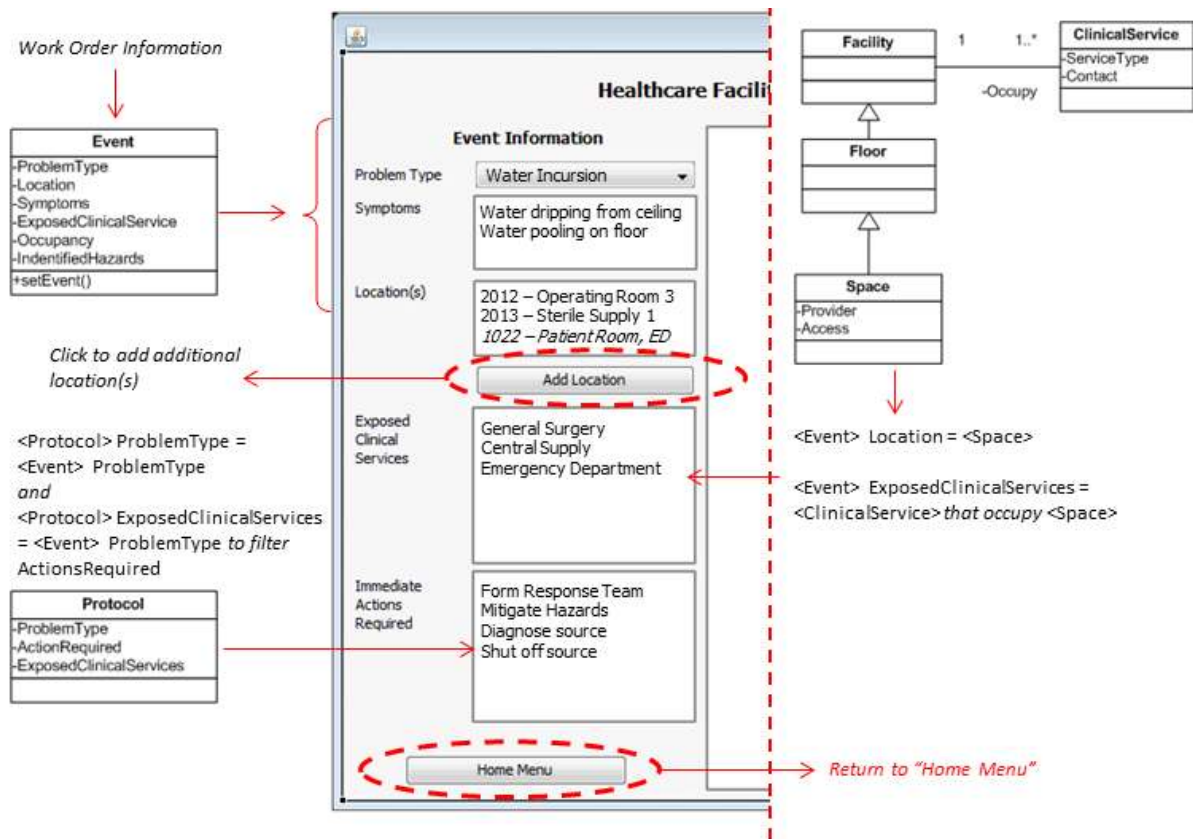 Work Order Information
Event
-ProblemType
-Location
-Symptoms
-ExposedClinicalService
-Occupancy
-IndentifiedHazards
+setEvent()
Click to add additional
location(s)
<Protocol> ProblemType =
<Event> ProblemType
and
<Protocol> ExposedClinicalServices
= <Event> ProblemType to filter
ActionsRequired
Protocol
-ProblemType
-ActionRequired
-ExposedClinicalServices
Healthcare Facili
Event Information
Problem Type
Water Incursion
Symptoms
Water dripping from ceiling
Water pooling on floor
Location(s)
2012 – Operating Room 3
2013 – Sterile Supply 1
1022 – Patient Room, ED
Add Location
Exposed
Clinical
Services
General Surgery
Central Supply
Emergency Department
Immediate
Actions
Required
Form Response Team
Mitigate Hazards
Diagnose source
Shut off source
Home Menu
Facility
1
1..*
ClinicalService
-ServiceType
-Contact
-Occupy
Floor
Space
-Provider
-Access
<Event> Location = <Space>
<Event> ExposedClinicalServices =
<ClinicalService> that occupy <Space>
Return to “Home Menu”